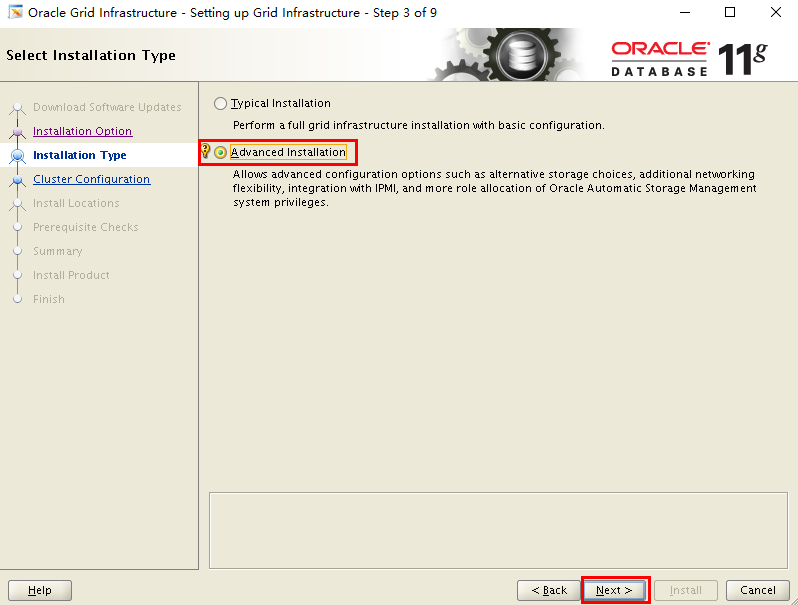 Oracle Grid Infrastructure - Setting up Grid Infrastructure - Step 3 of 9
Select Installation Type
ORACLE
DATABASE
11g
Download Software Updates
Installation Option
Installation Type
Cluster Configuration
Install Locations
Prerequisite Checks
Summary
Install Product
Finish
Typical Installation
Perform a full grid infrastructure installation with basic configuration.
Advanced Installation
Allows advanced configuration options such as alternative storage choices, additional networking
flexibility, integration with IPMI, and more role allocation of Oracle Automatic Storage Management
system privileges.
Help
< Back
Next >
Install
Cancel